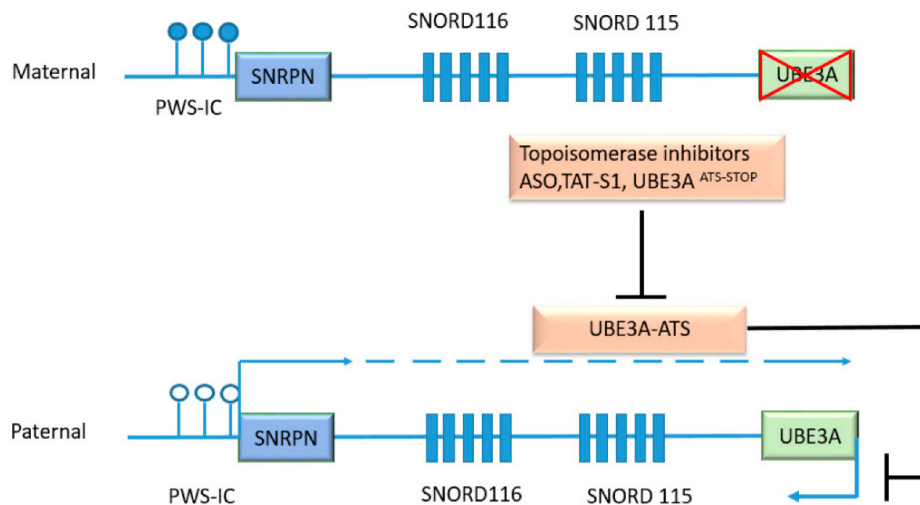 SNORD116
SNORD 115
Maternal
SNRPN
UBE3A
PWS-IC
Topoisomerase inhibitors
ASO,TAT-S1, UBE3A ATS-STOP
UBE3A-ATS
Paternal
SNRPN
UBE3A
PWS-IC
SNORD116
SNORD 115